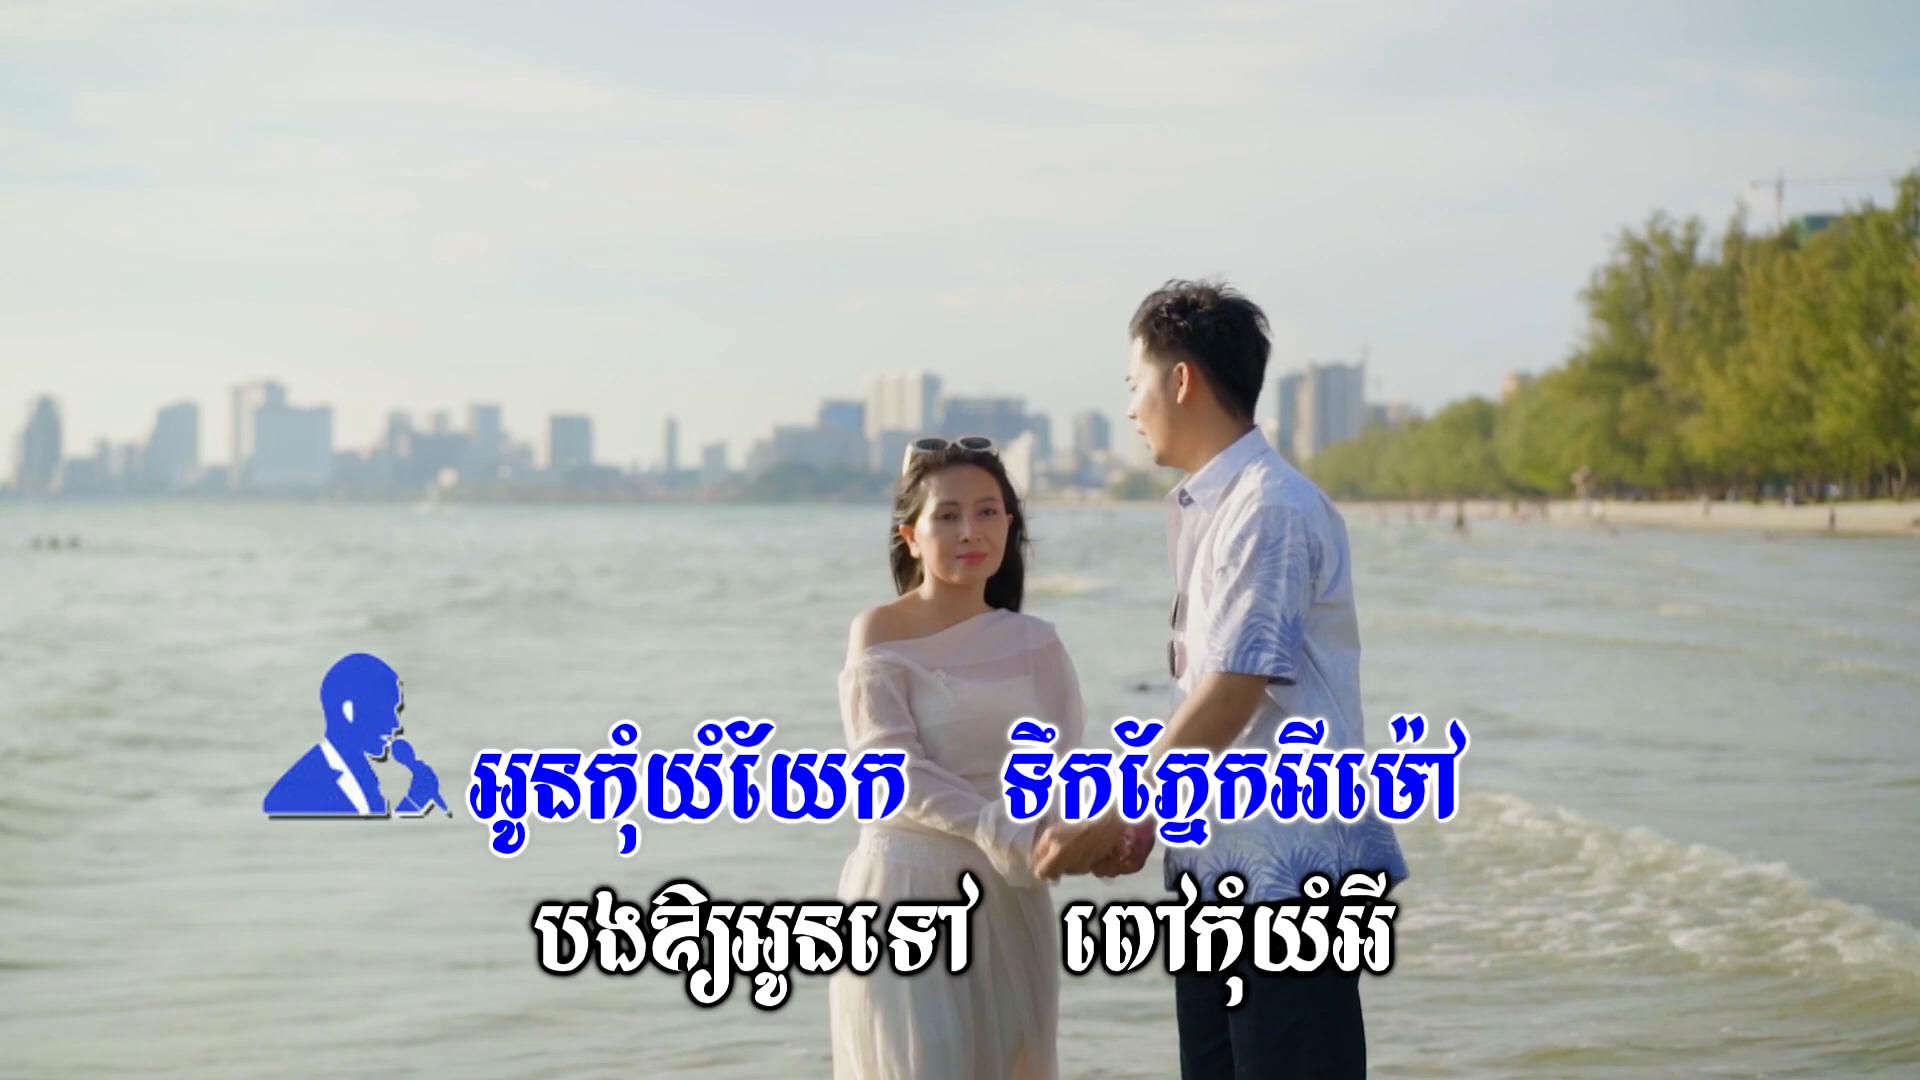 អូនកុំយំយែក ទឹកភ្នែកអីម៉ៅ
បងឱ្យអូនទៅ ពៅកុំយំអី